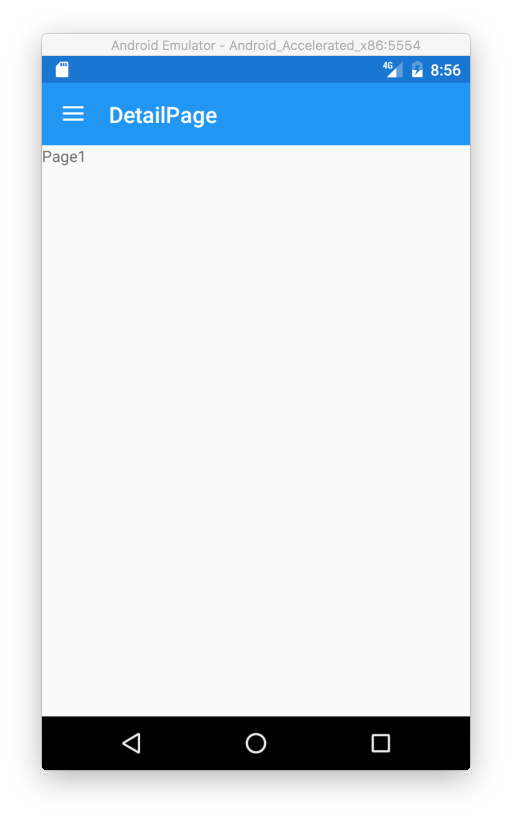 Android Emulator - Android_Accelerated_x86:5554
4G 8:56
DetailPage
Page1